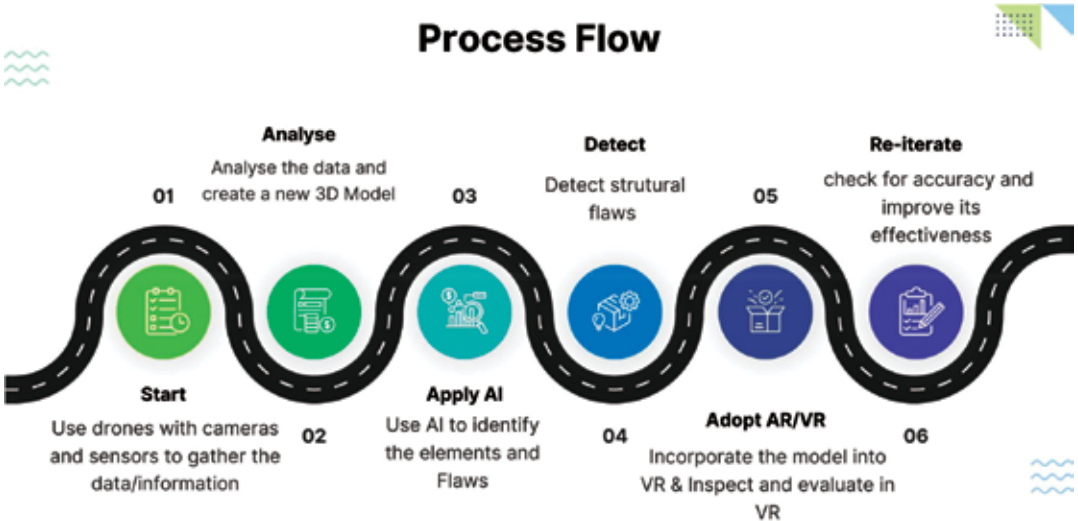 Process Flow
01
Start
Use drones with cameras
and sensors to gather the
data/information
Analyse
Analyse the data and
create a new 3D Model
02
03
Apply AI
Use AI to identify
the elements and
Flaws
Detect
Detect strutural
flaws
04
05
Adopt AR/VR
Incorporate the model into
VR & Inspect and evaluate in
VR
Re-iterate
check for accuracy and
improve its
effectiveness
06